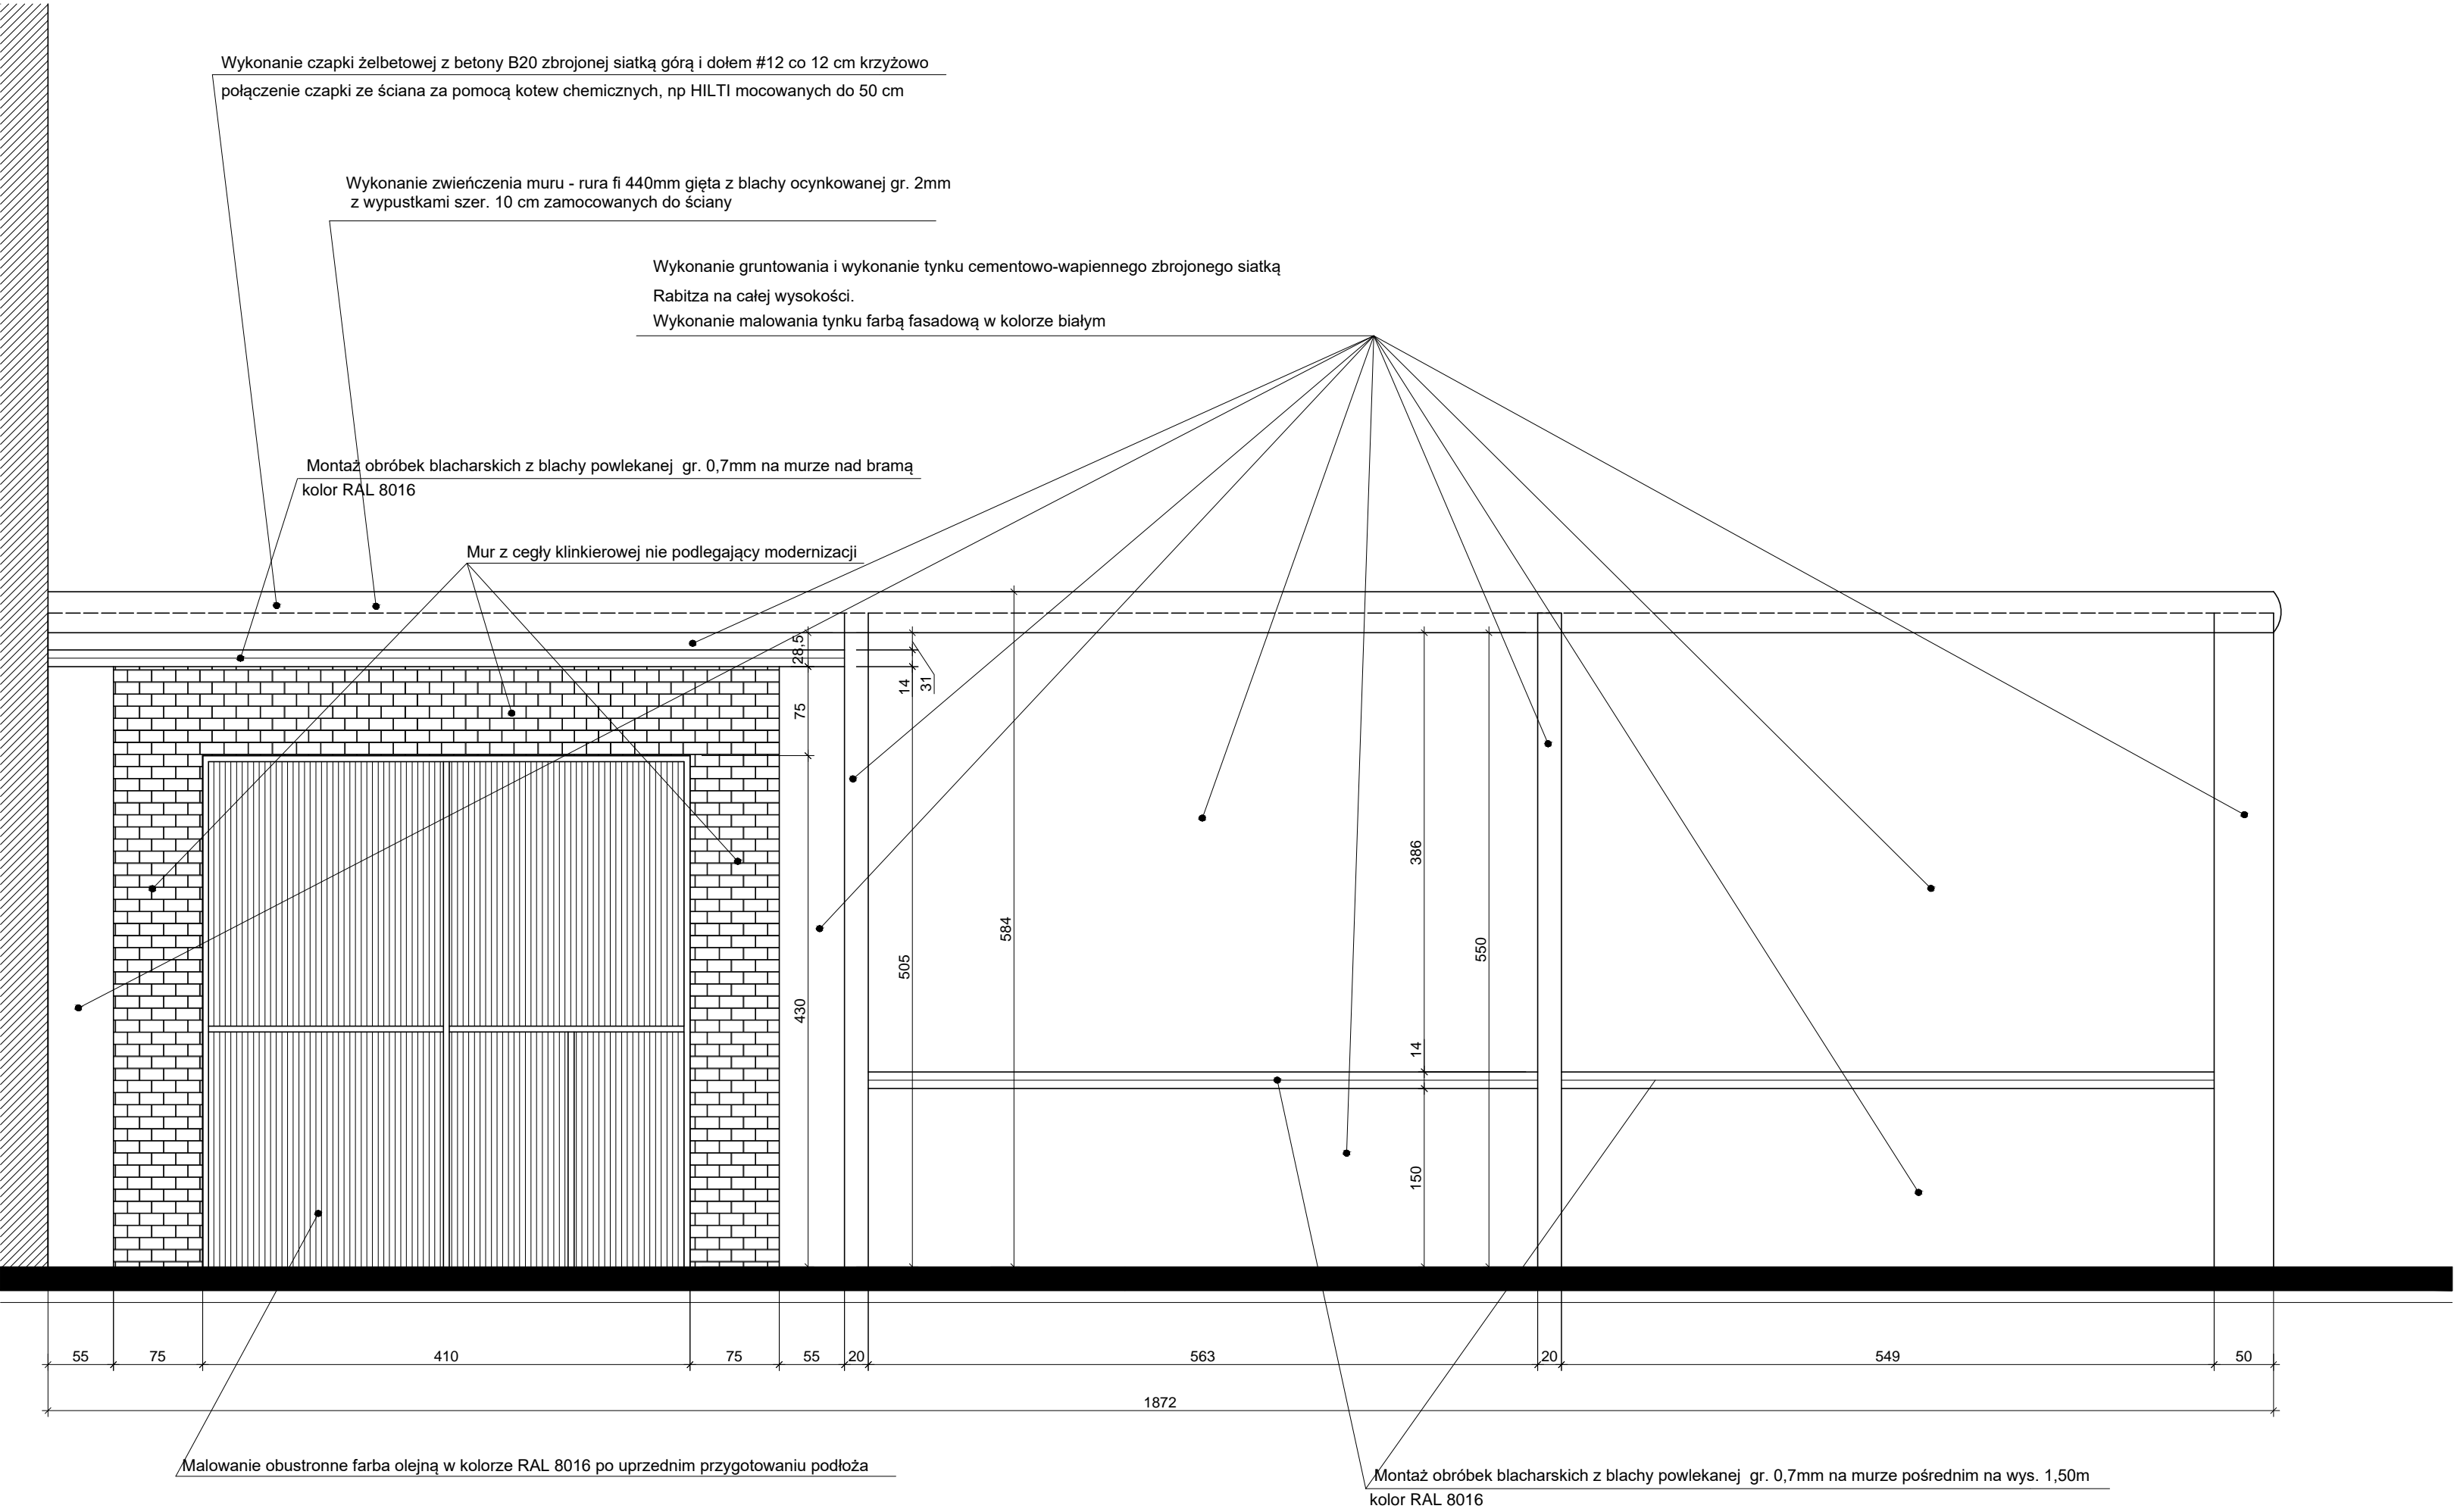 Wykonanie czapki żelbetowej z betony B20 zbrojonej siatką górą i dołem #12 co 12 cm krzyżowo
połączenie czapki ze ściana za pomocą kotew chemicznych, np HILTI mocowanych do 50 cm
Wykonanie zwieńczenia muru - rura fi 440mm gięta z blachy ocynkowanej gr. 2mm
z wypustkami szer. 10 cm zamocowanych do ściany
Wykonanie gruntowania i wykonanie tynku cementowo-wapiennego zbrojonego siatką
Rabitza na całej wysokości.
Wykonanie malowania tynku farbą fasadową w kolorze białym
Montaż obróbek blacharskich z blachy powlekanej gr. 0,7mm na murze nad bramą
kolor RAL 8016
Mur z cegły klinkierowej nie podlegający modernizacji
28,5
75
430
14
31
505
584
386
14
150
550
55
75
410
75
55
20
563
20
549
50
1872
Malowanie obustronne farba olejną w kolorze RAL 8016 po uprzednim przygotowaniu podłoża
Montaż obróbek blacharskich z blachy powlekanej gr. 0,7mm na murze pośrednim na wys. 1,50m
kolor RAL 8016